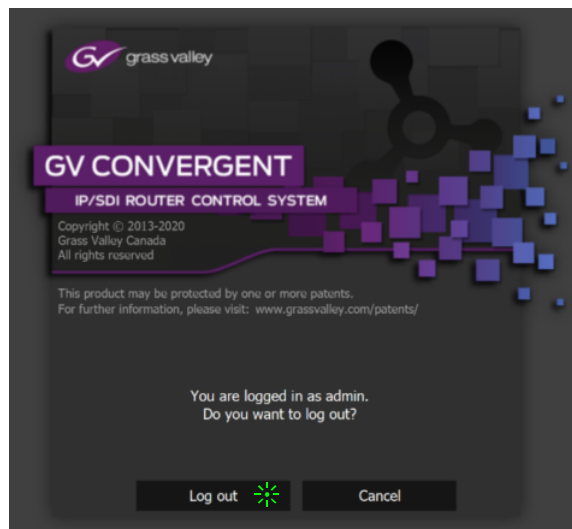 GV grass valley
GV CONVERGENT
IP/SDI ROUTER CONTROL SYSTEM
Copyright © 2013-2020
Grass Valley Canada
All rights reserved
This product may be protected by one or more patents.
For further information, please visit: www.grassvalley.com/patents/
You are logged in as admin.
Do you want to log out?
Log out Cancel